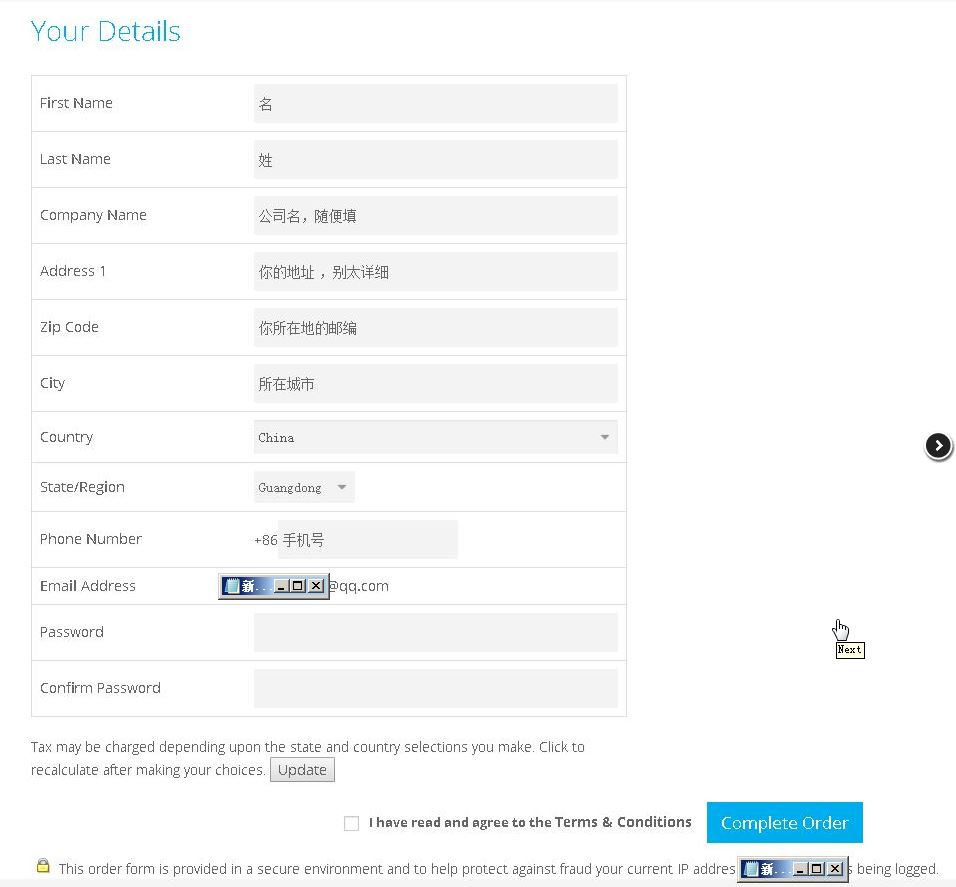 Your Details
First Name 名
Last Name 姓
Company Name 公司名，随便填
Address 1 你的地址 ，别太详细
Zip Code 你所在地的邮编
City 所在城市
Country China
State/Region Guangdong
Phone Number +86 手机号
Email Address 新... @qq.com
Password
Confirm Password
Next
Tax may be charged depending upon the state and country selections you make. Click to
recalculate after making your choices. Update
I have read and agree to the Terms & Conditions Complete Order
This order form is provided in a secure environment and to help protect against fraud your current IP addres 新... s being logged.